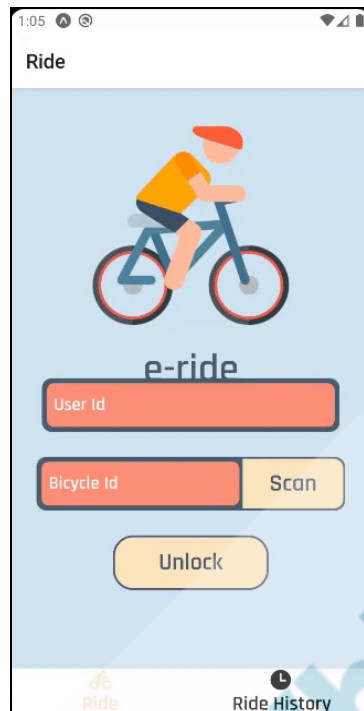 1:05
Ride
e-ride
User Id
Bicycle Id
Scan
Unlock
Ride
Ride History